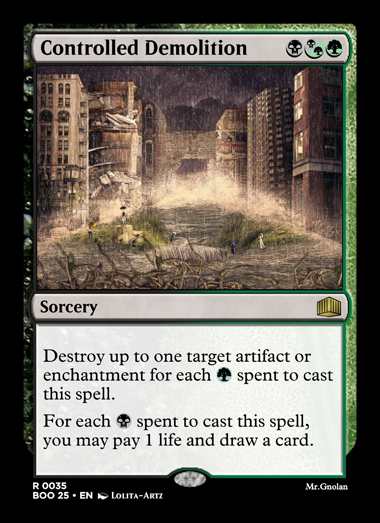 Controlled Demolition
Sorcery
Destroy up to one target artifact or
enchantment for each spent to cast
this spell.
For each spent to cast this spell,
you may pay 1 life and draw a card.
R 0035
BOO 25 • EN Lolita-Artz
Mr.Gnolan